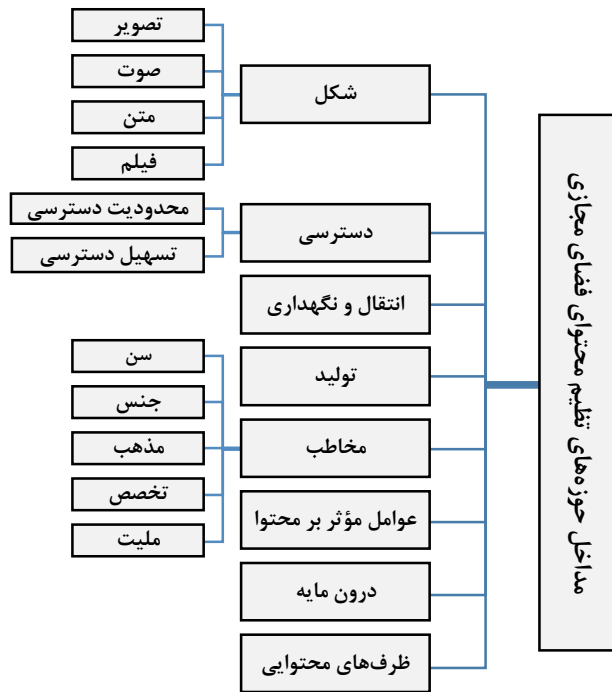 مداخل حوزه‌های تظیم محتوای فضای مجازی
شکل
تصویر
صوت
متن
فیلم
دسترسی
محدودیت دسترسی
تسهیل دسترسی
انتقال و نگهداری
تولید
مخاطب
سن
جنس
مذهب
تخصص
ملیت
عوامل مؤثر بر محتوا
درون مایه
ظرف‌های محتوایی